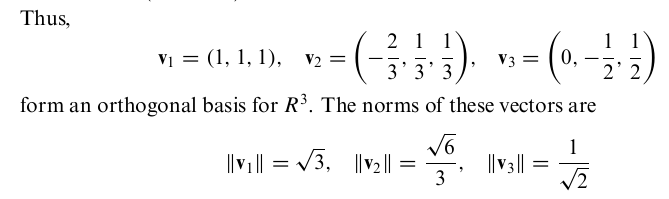 Thus,
v₁ = (1, 1, 1), v₂ = (−2/3, 1/3, 1/3), v₃ = (0, −1/2, 1/2)
form an orthogonal basis for R³. The norms of these vectors are
‖v₁‖ = √3, ‖v₂‖ = √6/3, ‖v₃‖ = 1/√2